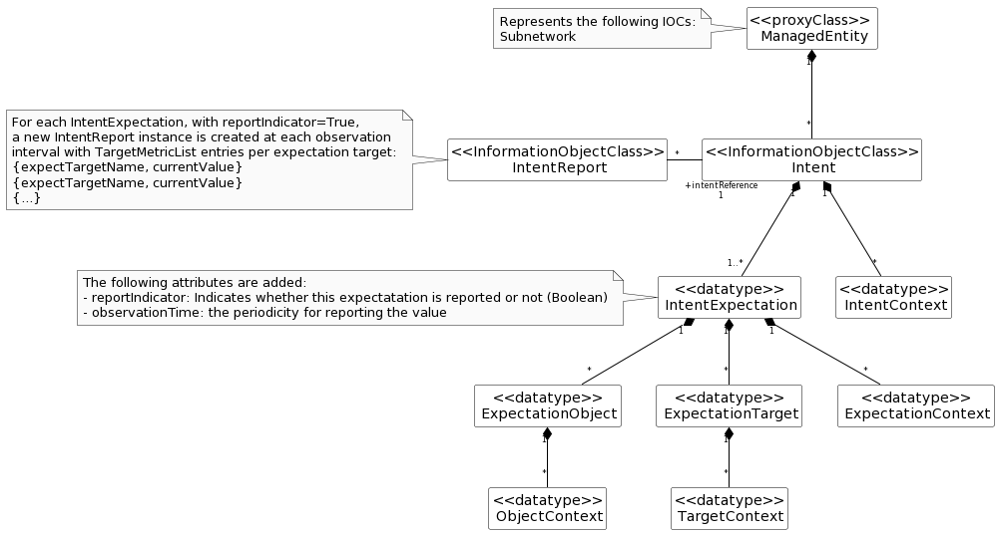 Represents the following IOCs:
Subnetwork
<<proxyClass>>
ManagedEntity
1
*
For each IntentExpectation, with reportIndicator=True,
a new IntentReport instance is created at each observation
interval with TargetMetricList entries per expectation target:
{expectTargetName, currentValue}
{expectTargetName, currentValue}
{...}
<<InformationObjectClass>>
IntentReport
*
+intentReference
1
<<InformationObjectClass>>
Intent
1
1
1..*
*
The following attributes are added:
- reportIndicator: Indicates whether this expectatation is reported or not (Boolean)
- observationTime: the periodicity for reporting the value
<<datatype>>
IntentExpectation
<<datatype>>
IntentContext
1
1
1
*
*
*
<<datatype>>
ExpectationObject
<<datatype>>
ExpectationTarget
<<datatype>>
ExpectationContext
1
1
*
*
<<datatype>>
ObjectContext
<<datatype>>
TargetContext